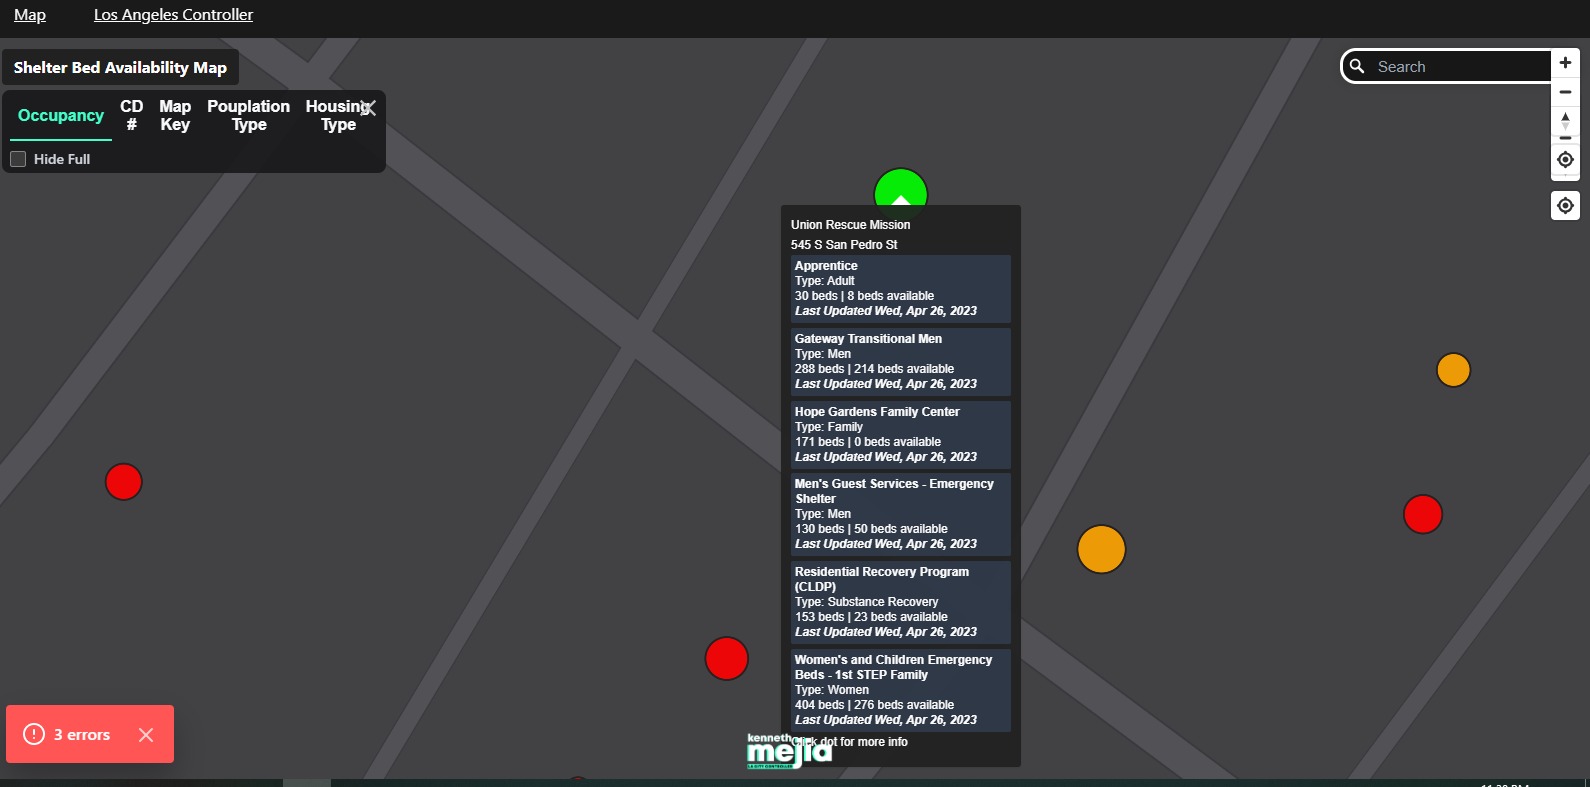 Map
Los Angeles Controller
Shelter Bed Availability Map
Occupancy
CD #
Map Key
Pouplation Type
Housing Type
Hide Full
Search
Union Rescue Mission
545 S San Pedro St
Apprentice
Type: Adult
30 beds | 8 beds available
Last Updated Wed, Apr 26, 2023
Gateway Transitional Men
Type: Men
288 beds | 214 beds available
Last Updated Wed, Apr 26, 2023
Hope Gardens Family Center
Type: Family
171 beds | 0 beds available
Last Updated Wed, Apr 26, 2023
Men's Guest Services - Emergency
Shelter
Type: Men
130 beds | 50 beds available
Last Updated Wed, Apr 26, 2023
Residential Recovery Program
(CLDP)
Type: Substance Recovery
153 beds | 23 beds available
Last Updated Wed, Apr 26, 2023
Women's and Children Emergency
Beds - 1st STEP Family
Type: Women
404 beds | 276 beds available
Last Updated Wed, Apr 26, 2023
Click dot for more info
kenneth
mejia
LA CITY CONTROLLER
3 errors